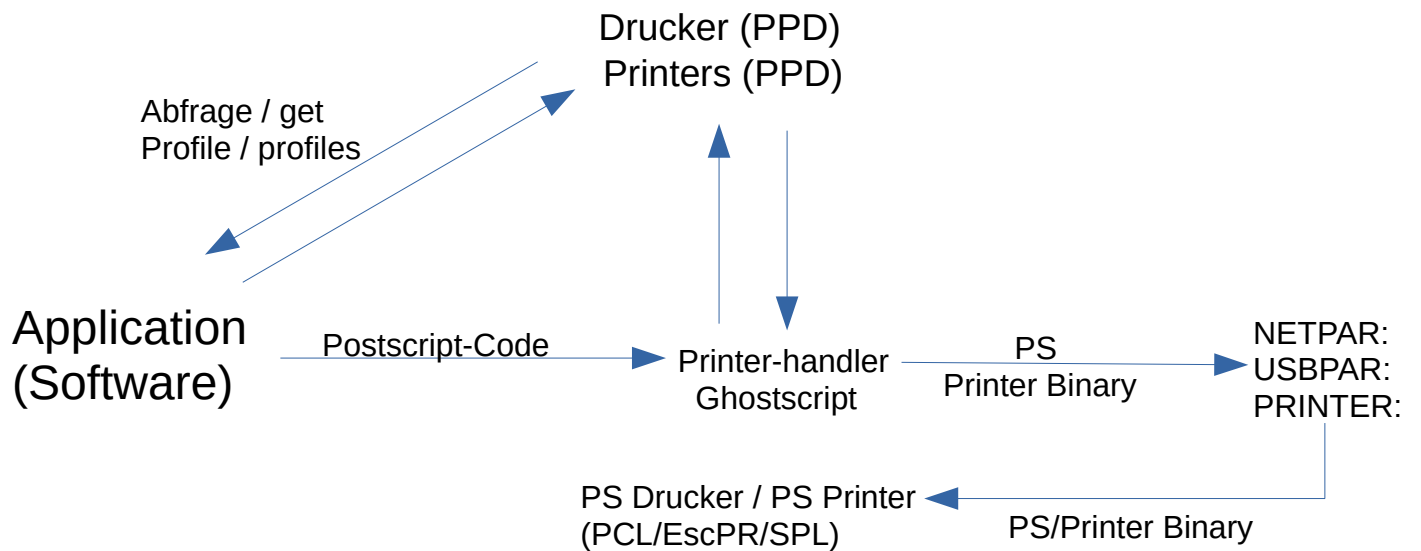 Drucker (PPD)
Printers (PPD)
Abfrage / get
Profile / profiles
Application
(Software)
Postscript-Code
Printer-handler
Ghostscript
PS
Printer Binary
NETPAR:
USBPAR:
PRINTER:
PS Drucker / PS Printer
(PCL/EscPR/SPL)
PS/Printer Binary